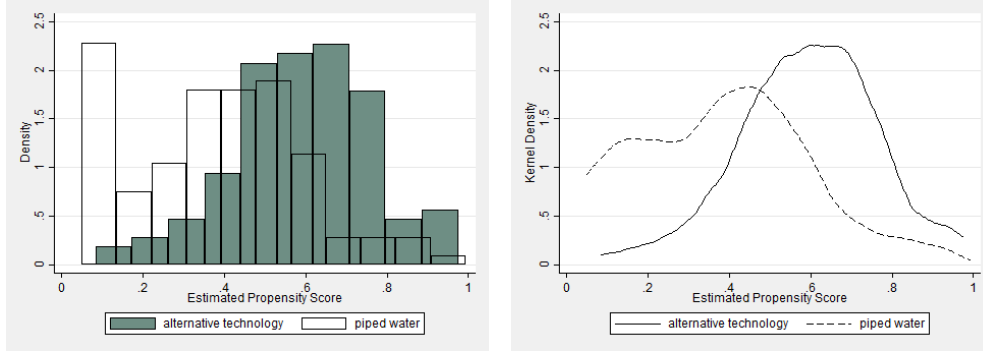 2.5
2
1.5
1
.5
0
Density
0 .2 .4 .6 .8 1
Estimated Propensity Score
alternative technology piped water
2.5
2
1.5
1
.5
0
Kernel Density
0 .2 .4 .6 .8 1
Estimated Propensity Score
alternative technology piped water